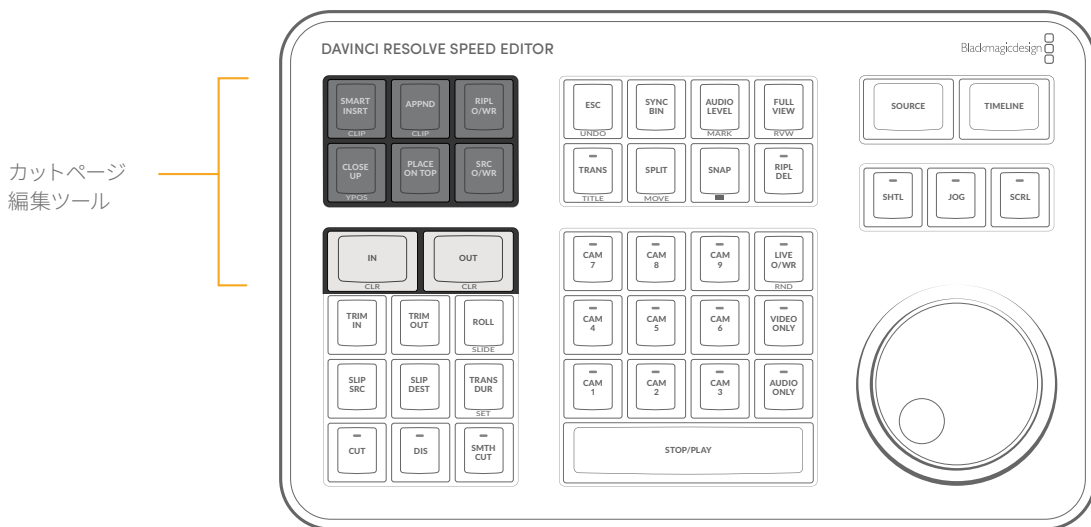 DAVINCI RESOLVE SPEED EDITOR
Blackmagicdesign
カットページ
編集ツール
SMART
INSRT
CLIP
APPND
CLIP
RIPL
O/WR
CLOSE
UP
YPOS
PLACE
ON TOP
SRC
O/WR
ESC
UNDO
SYNC
BIN
AUDIO
LEVEL
MARK
FULL
VIEW
RVW
TRANS
TITLE
SPLIT
MOVE
SNAP
RIPL
DEL
SOURCE
TIMELINE
SHTL
JOG
SCRL
IN
CLR
OUT
CLR
TRIM
IN
TRIM
OUT
ROLL
SLIDE
SLIP
SRC
SLIP
DEST
TRANS
DUR
SET
CUT
DIS
SMTH
CUT
CAM
7
CAM
8
CAM
9
LIVE
O/WR
RND
CAM
4
CAM
5
CAM
6
VIDEO
ONLY
CAM
1
CAM
2
CAM
3
AUDIO
ONLY
STOP/PLAY